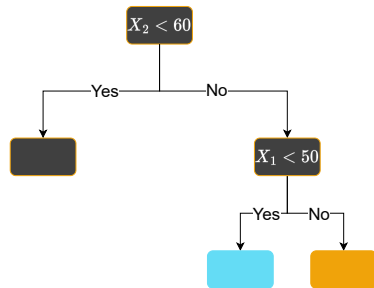 X₂ < 60
Yes
No
X₁ < 50
Yes
No